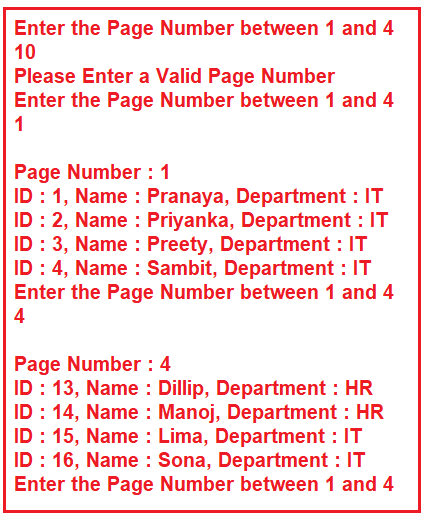 Enter the Page Number between 1 and 4
10
Please Enter a Valid Page Number
Enter the Page Number between 1 and 4
1
Page Number : 1
ID : 1, Name : Pranaya, Department : IT
ID : 2, Name : Priyanka, Department : IT
ID : 3, Name : Preety, Department : IT
ID : 4, Name : Sambit, Department : IT
Enter the Page Number between 1 and 4
4
Page Number : 4
ID : 13, Name : Dillip, Department : HR
ID : 14, Name : Manoj, Department : HR
ID : 15, Name : Lima, Department : IT
ID : 16, Name : Sona, Department : IT
Enter the Page Number between 1 and 4